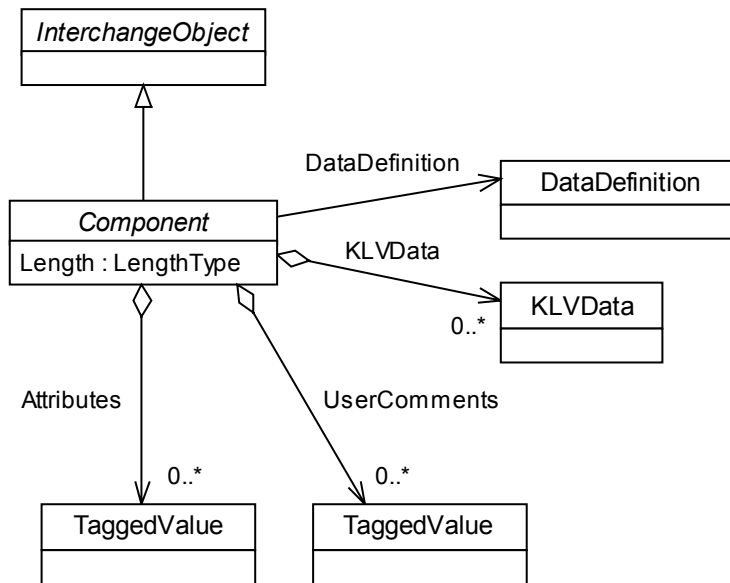 InterchangeObject
DataDefinition
DataDefinition
Component
Length : LengthType
KLVData
KLVData
0..*
Attributes
UserComments
0..*
0..*
TaggedValue
TaggedValue